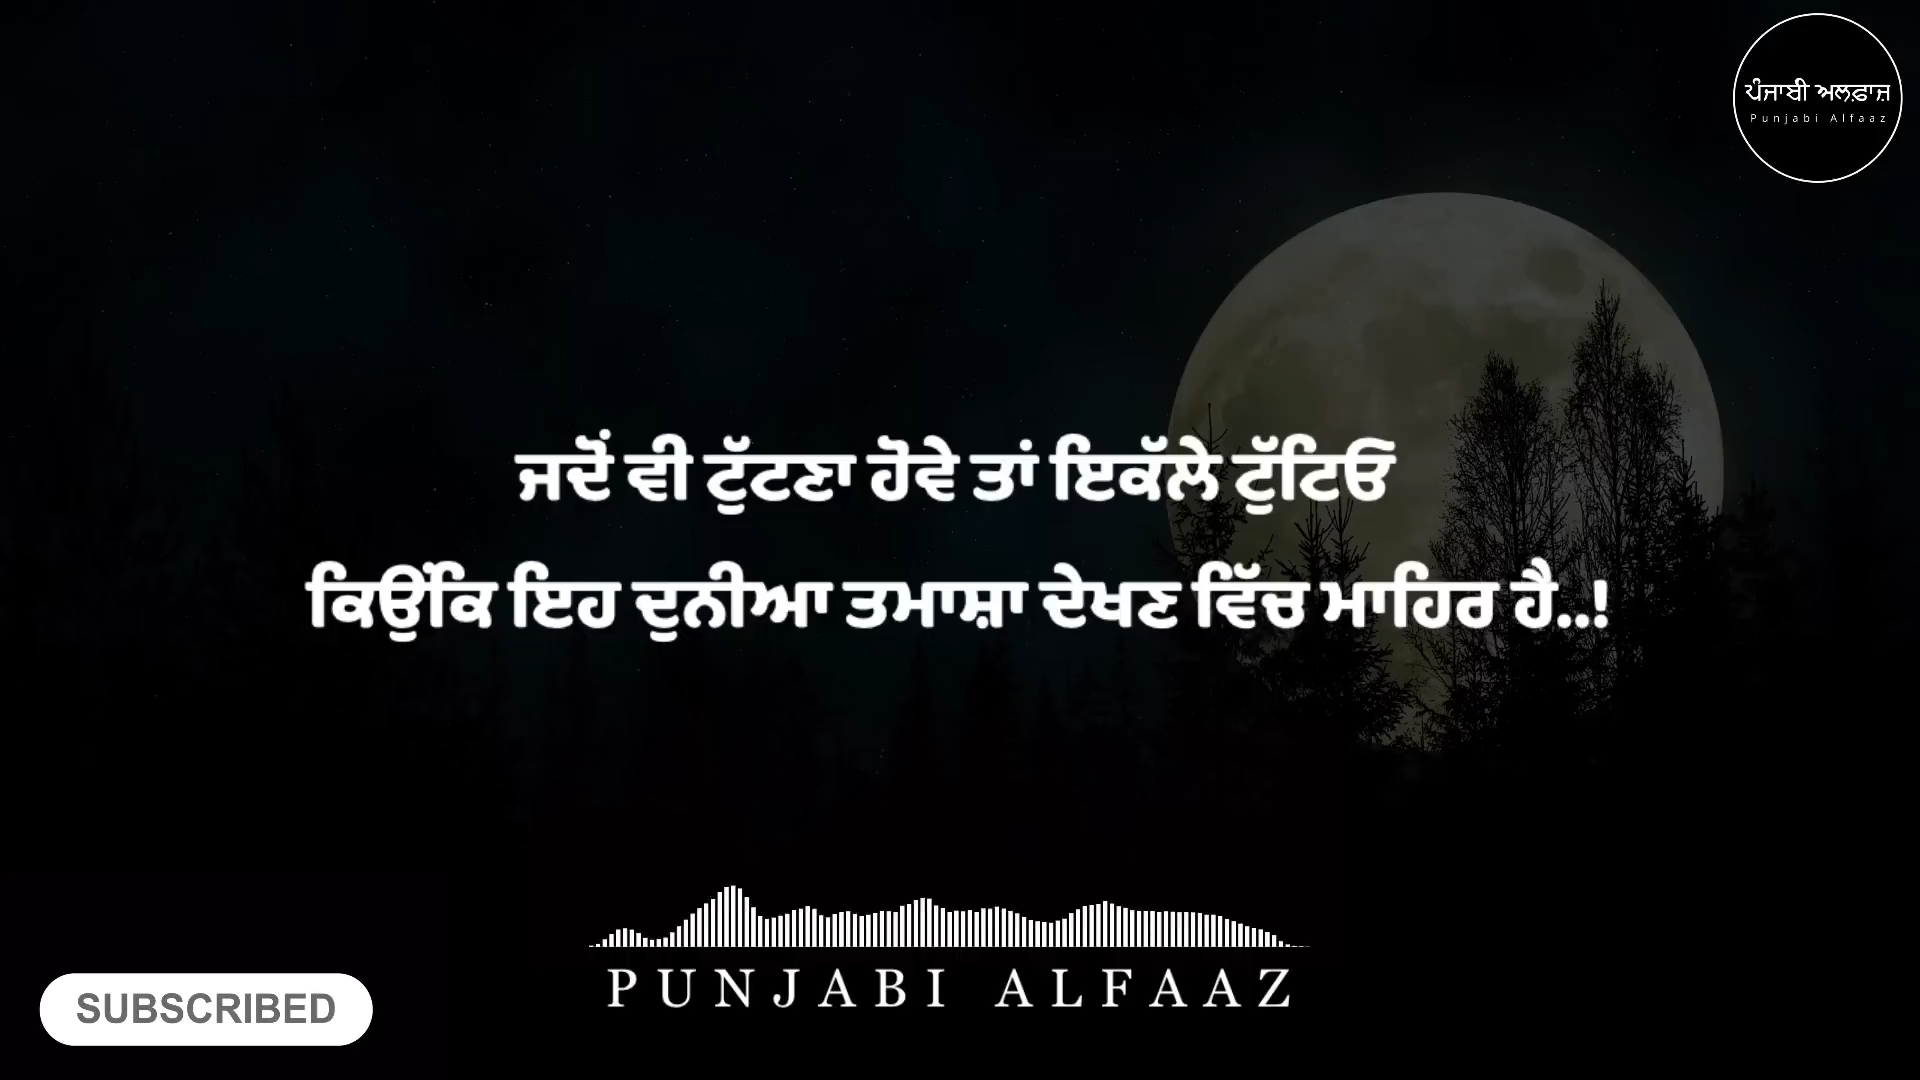 ਪੰਜਾਬੀ ਅਲਫ਼ਾਜ਼
Punjabi Alfaaz
ਜਦੋਂ ਵੀ ਟੁੱਟਣਾ ਹੋਵੇ ਤਾਂ ਇਕੱਲੇ ਟੁੱਟਿਓ
ਕਿਉਂਕਿ ਇਹ ਦੁਨੀਆ ਤਮਾਸ਼ਾ ਦੇਖਣ ਵਿੱਚ ਮਾਹਿਰ ਹੈ..!
PUNJABI ALFAAZ
SUBSCRIBED